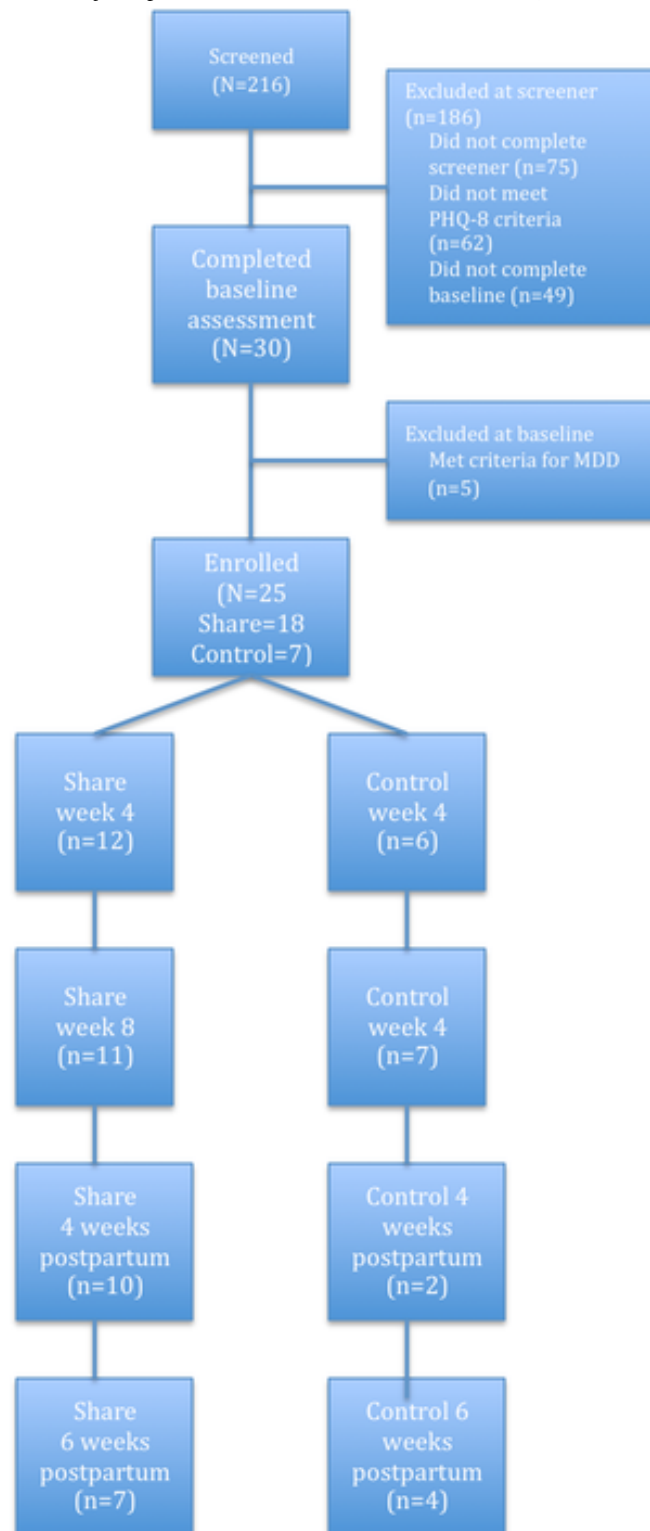 Screened
(N=216)
Excluded at screener
(n=186)
Did not complete
screener (n=75)
Did not meet
PHQ-8 criteria
(n=62)
Did not complete
baseline (n=49)
Completed
baseline
assessment
(N=30)
Excluded at baseline
Met criteria for MDD
(n=5)
Enrolled
(N=25
Share=18
Control=7)
Share
week 4
(n=12)
Control
week 4
(n=6)
Share
week 8
(n=11)
Control
week 4
(n=7)
Share
4 weeks
postpartum
(n=10)
Control 4
weeks
postpartum
(n=2)
Share
6 weeks
postpartum
(n=7)
Control 6
weeks
postpartum
(n=4)